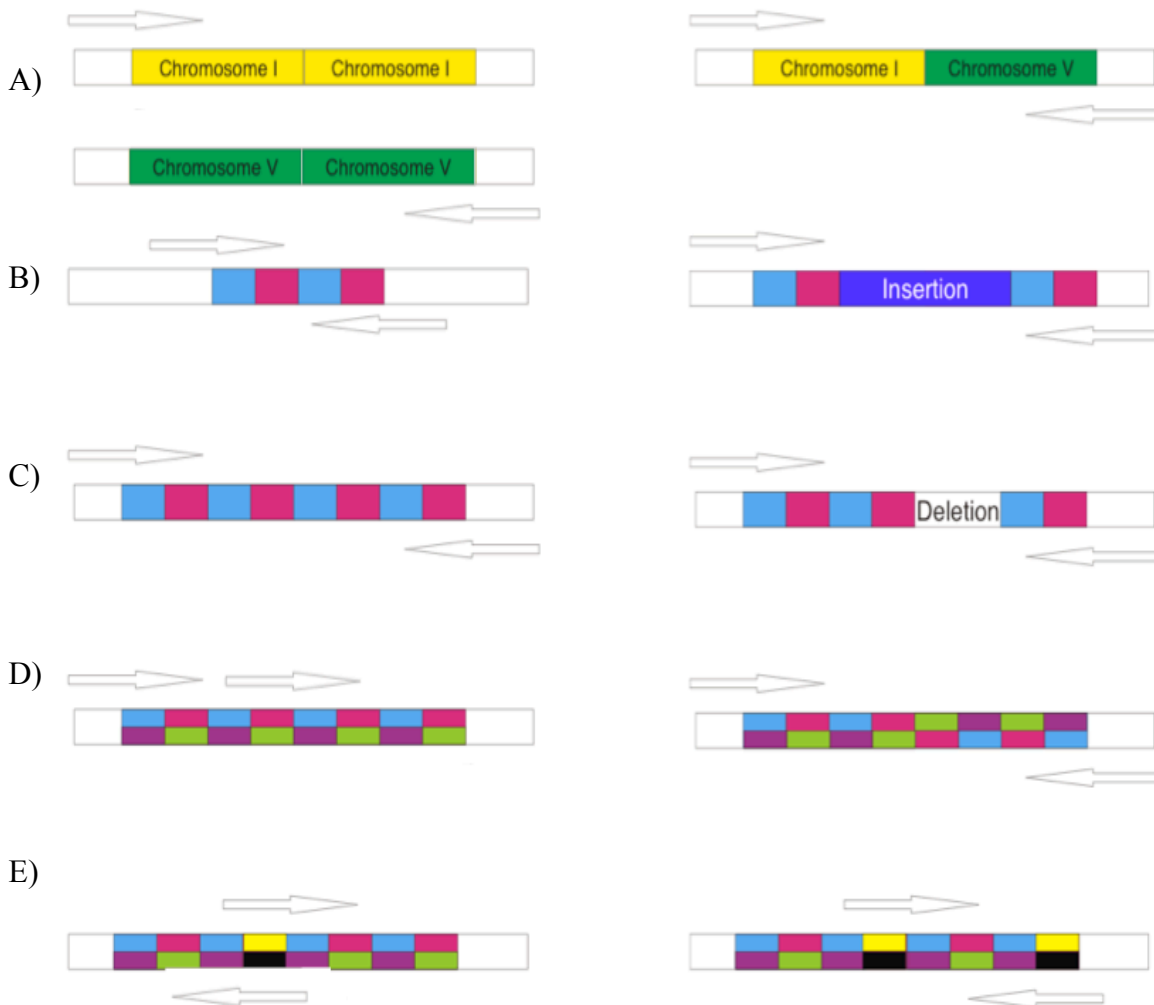 A) Chromosome I Chromosome I Chromosome I Chromosome V
Chromosome V Chromosome V
B) Insertion
C) Deletion
D)
E)